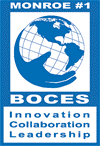 MONROE #1
BOCES
Innovation
Collaboration
Leadership